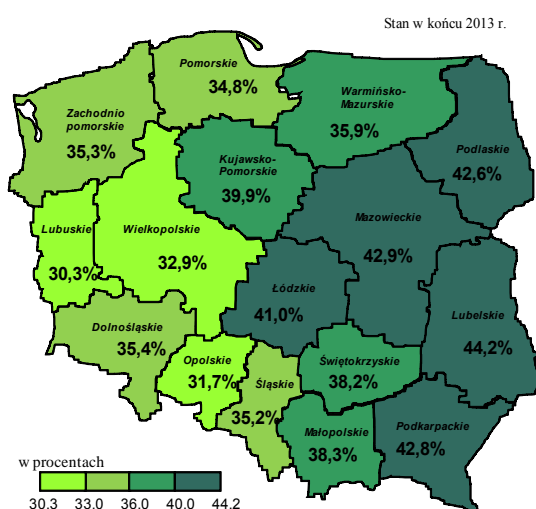 Stan w końcu 2013 r.
Pomorskie
34,8%
Zachodnio
pomorskie
35,3%
Warmińsko-
Mazurskie
35,9%
Podlaskie
42,6%
Kujawsko-
Pomorskie
39,9%
Mazowieckie
42,9%
Lubuskie
30,3%
Wielkopolskie
32,9%
Łódzkie
41,0%
Lubelskie
44,2%
Dolnośląskie
35,4%
Opolskie
31,7%
Śląskie
35,2%
Świętokrzyskie
38,2%
Małopolskie
38,3%
Podkarpackie
42,8%
w procentach
30.3 33.0 36.0 40.0 44.2